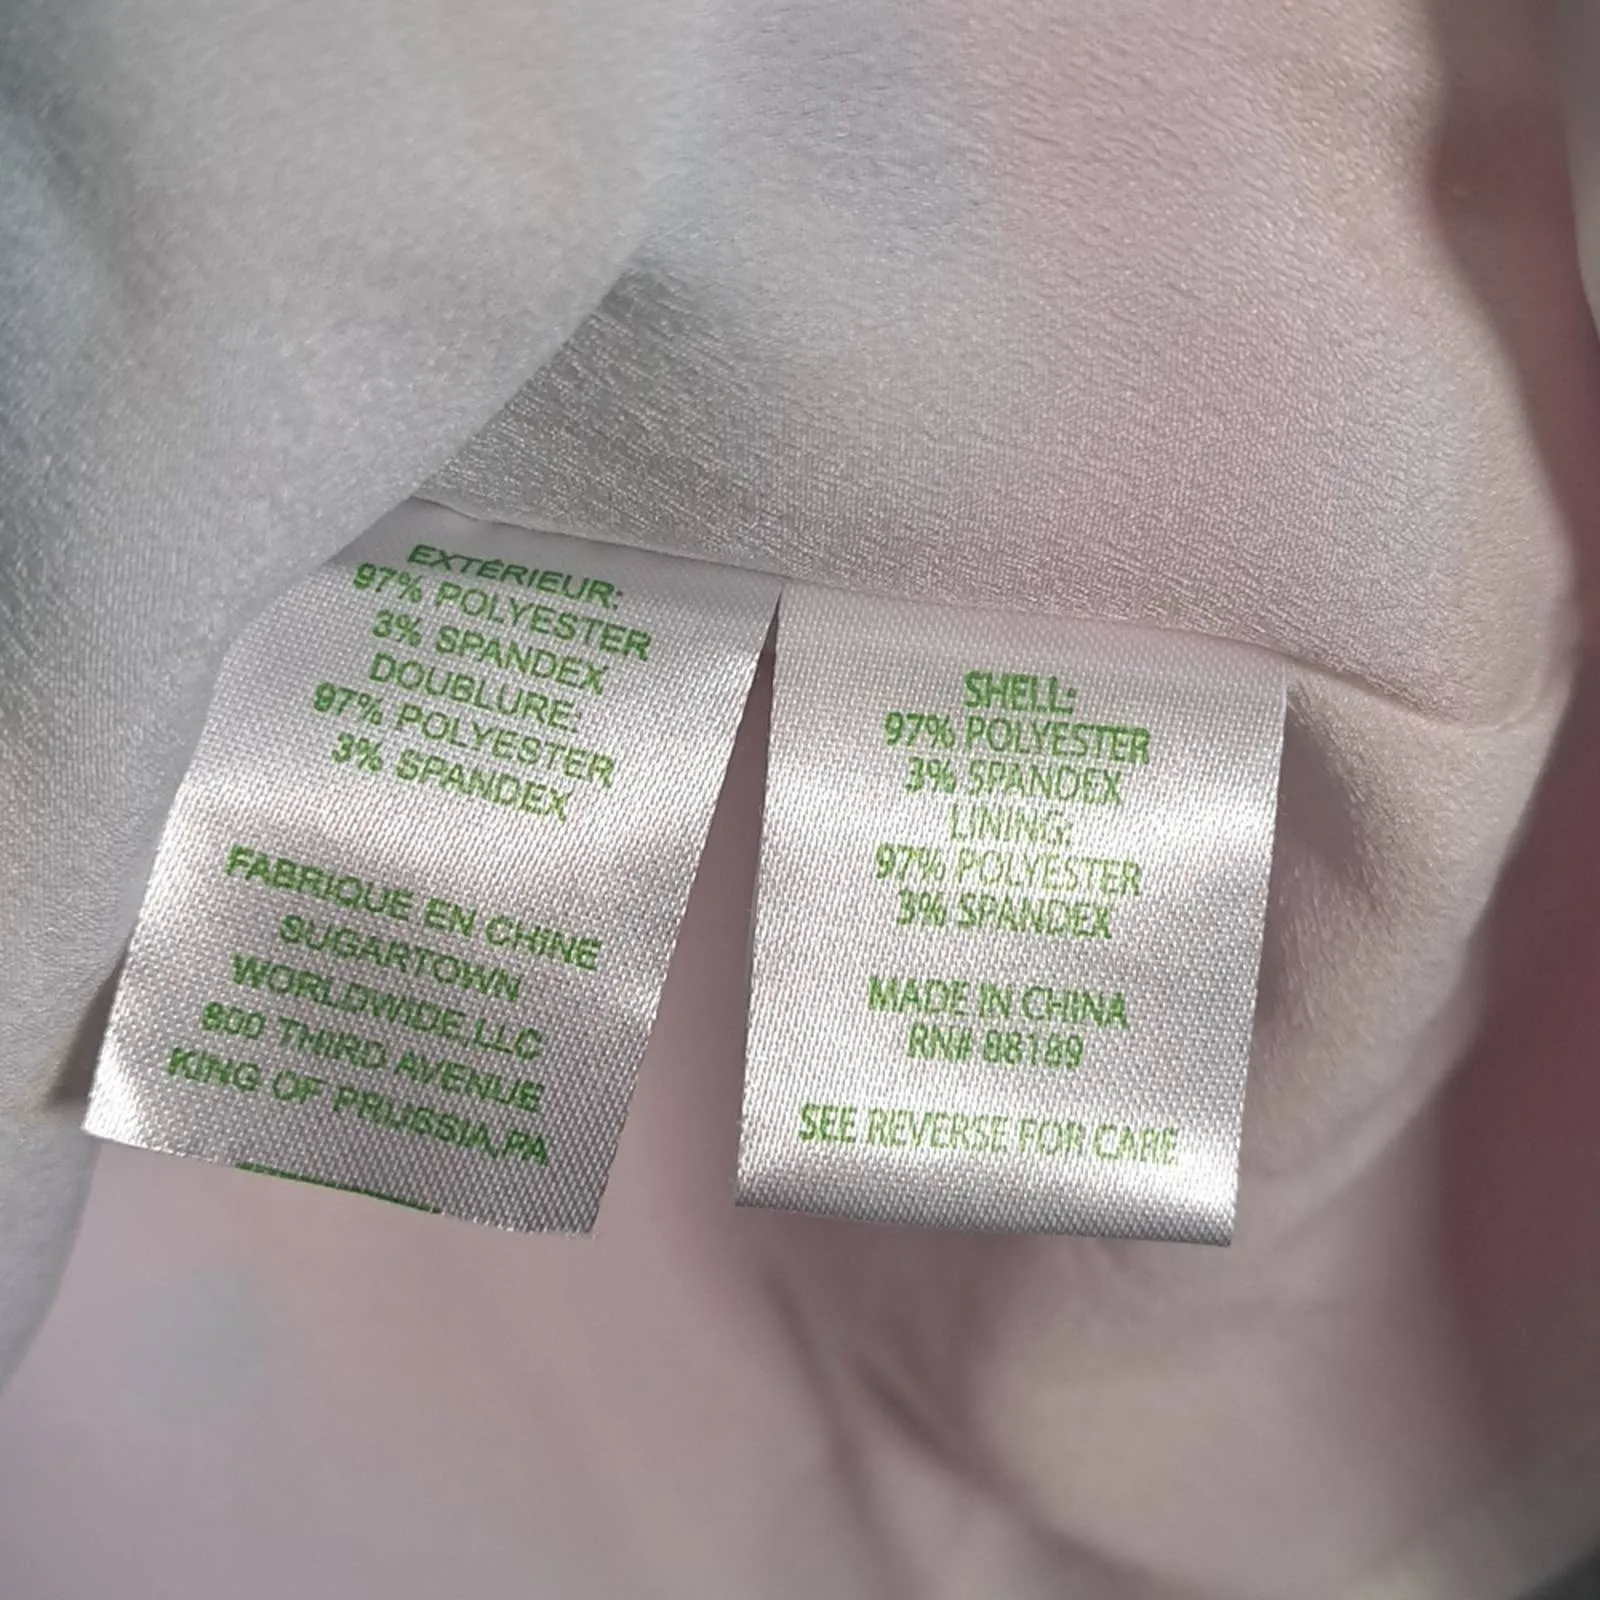 EXTÉRIEUR:
97% POLYESTER
3% SPANDEX
DOUBLURE:
97% POLYESTER
3% SPANDEX
FABRIQUÉ EN CHINE
SUGARTOWN
WORLDWIDE,LLC
800 THIRD AVENUE
KING OF PRUSSIA,PA
SHELL:
97% POLYESTER
3% SPANDEX
LINING:
97% POLYESTER
3% SPANDEX
MADE IN CHINA
RN# 88189
SEE REVERSE FOR CARE